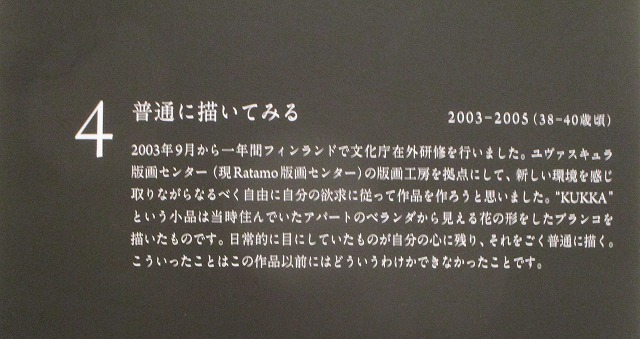 4 普通に描いてみる 2003-2005(38-40歳頃)
2003年9月から一年間フィンランドで文化庁在外研修を行いました。ユヴァスキュラ
版画センター(現Ratamo版画センター)の版画工房を拠点にして、新しい環境を感じ
取りながらなるべく自由に自分の欲求に従って作品を作ろうと思いました。"KUKKA"
という小品は当時住んでいたアパートのベランダから見える花の形をしたブランコを
描いたものです。日常的に目にしていたものが自分の心に残り、それをごく普通に描く。
こういったことはこの作品以前にはどういうわけかできなかったことです。